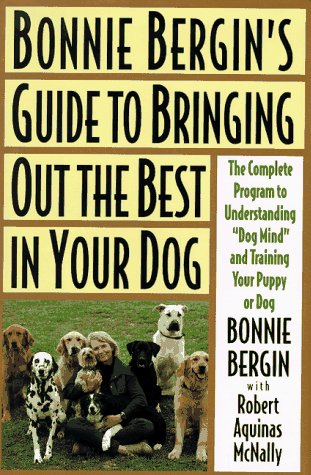 BONNIE BERGIN'S
GUIDE TO BRINGING
OUT THE BEST
IN YOUR DOG
The Complete
Program to
Understanding
"Dog Mind"
and Training
Your Puppy
or Dog
BONNIE
BERGIN
with
Robert
Aquinas
McNally